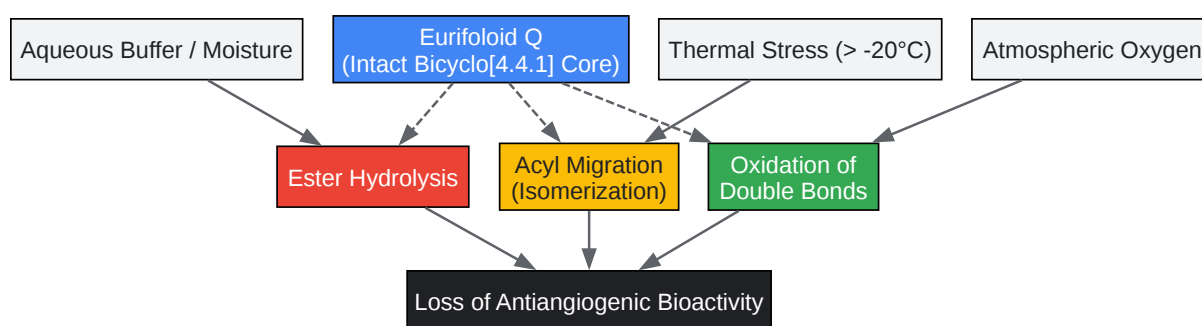 Aqueous Buffer / Moisture
Eurifoloid Q
(Intact Bicyclo[4.4.1] Core)
Thermal Stress (> -20°C)
Atmospheric Oxygen
Ester Hydrolysis
Acyl Migration
(Isomerization)
Oxidation of
Double Bonds
Loss of Antiangiogenic Bioactivity